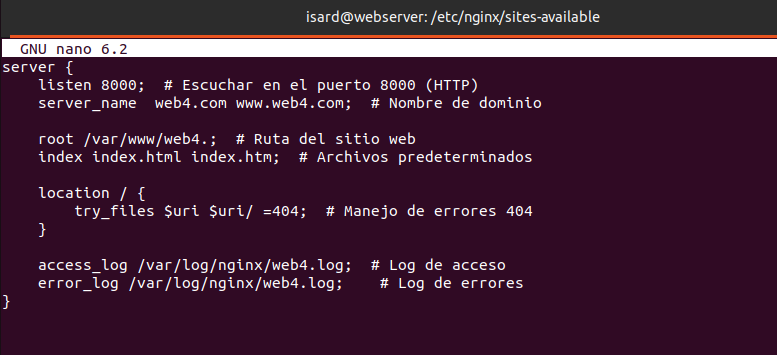 isard@webserver: /etc/nginx/sites-available
GNU nano 6.2
server {
    listen 8000;  # Escuchar en el puerto 8000 (HTTP)
    server_name  web4.com www.web4.com;  # Nombre de dominio

    root /var/www/web4.;  # Ruta del sitio web
    index index.html index.htm;  # Archivos predeterminados

    location / {
        try_files $uri $uri/ =404;  # Manejo de errores 404
    }

    access_log /var/log/nginx/web4.log;  # Log de acceso
    error_log /var/log/nginx/web4.log;    # Log de errores
}